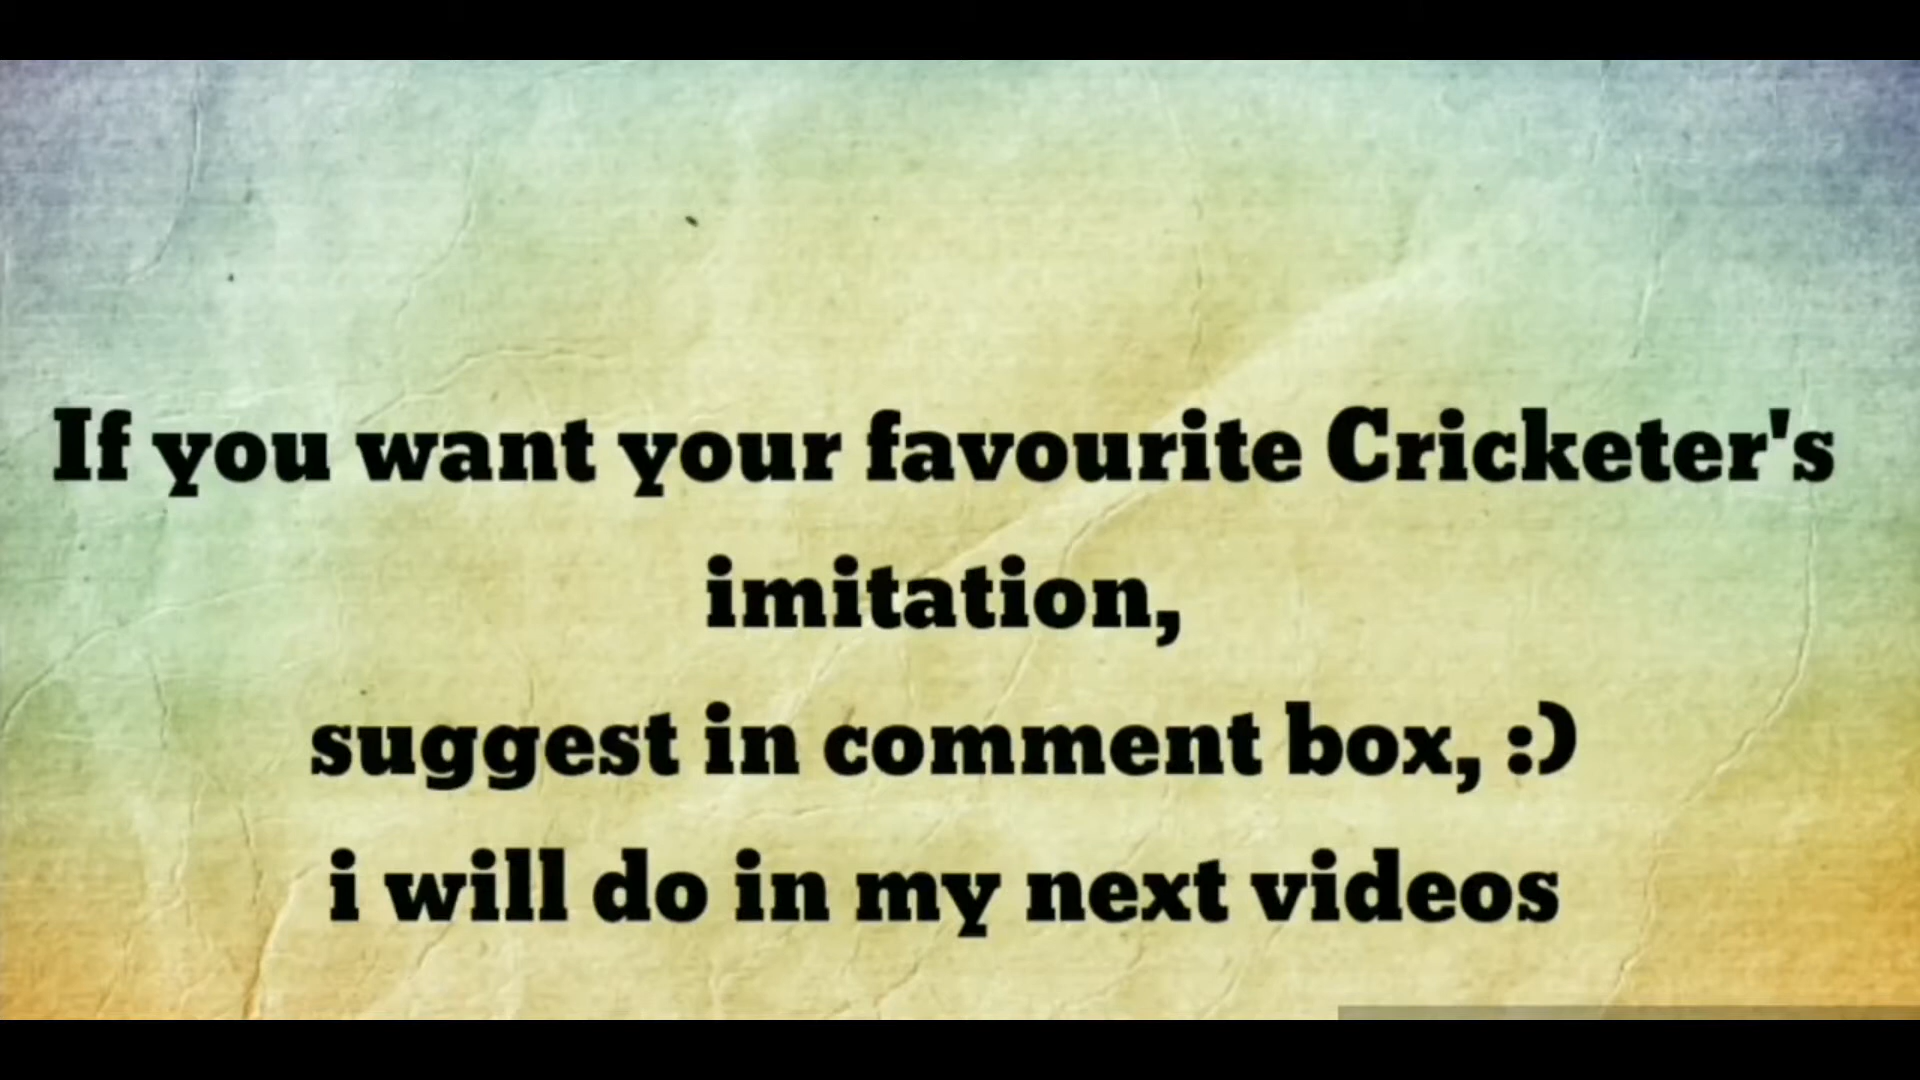 If you want your favourite Cricketer's
imitation,
suggest in comment box, :)
i will do in my next videos